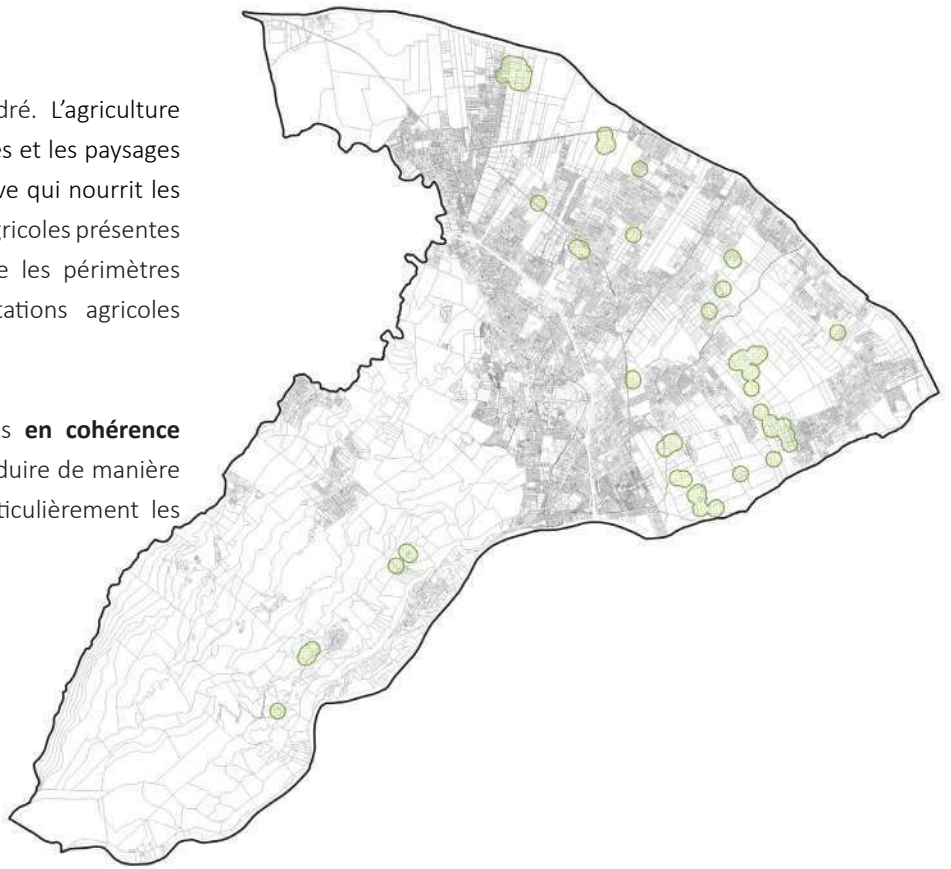 dré. L’agriculture
es et les paysages
ve qui nourrit les
gricoles présentes
e les périmètres
tations agricoles
s en cohérence
duire de manière
ticulièrement les